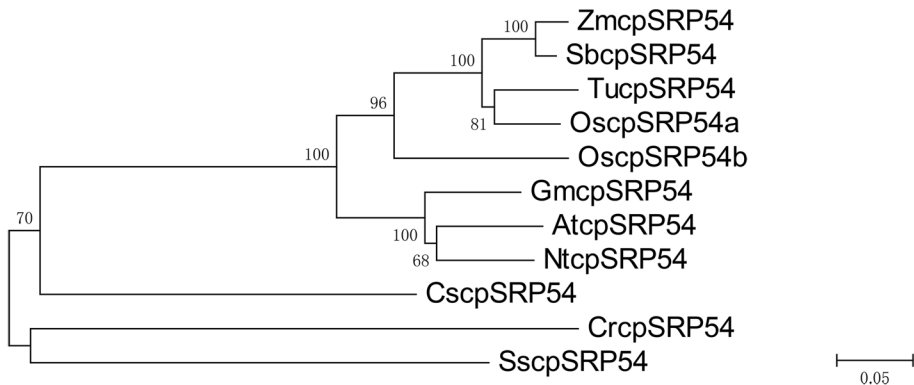 100
ZmcpSRP54
SbcpSRP54
100
TucpSRP54
96
81
OscpSRP54a
100
OscpSRP54b
GmcpSRP54
70
AtcpSRP54
100
68
NtcpSRP54
CscpSRP54
CrcpSRP54
SscpSRP54
0.05